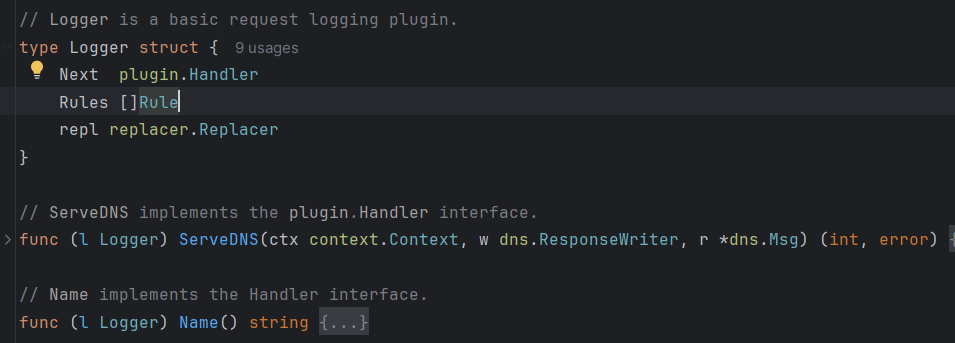 // Logger is a basic request logging plugin.
type Logger struct { 9 usages
Next  plugin.Handler
Rules []Rule
repl replacer.Replacer
}
// ServeDNS implements the plugin.Handler interface.
func (l Logger) ServeDNS(ctx context.Context, w dns.ResponseWriter, r *dns.Msg) (int, error) {
// Name implements the Handler interface.
func (l Logger) Name() string {...}